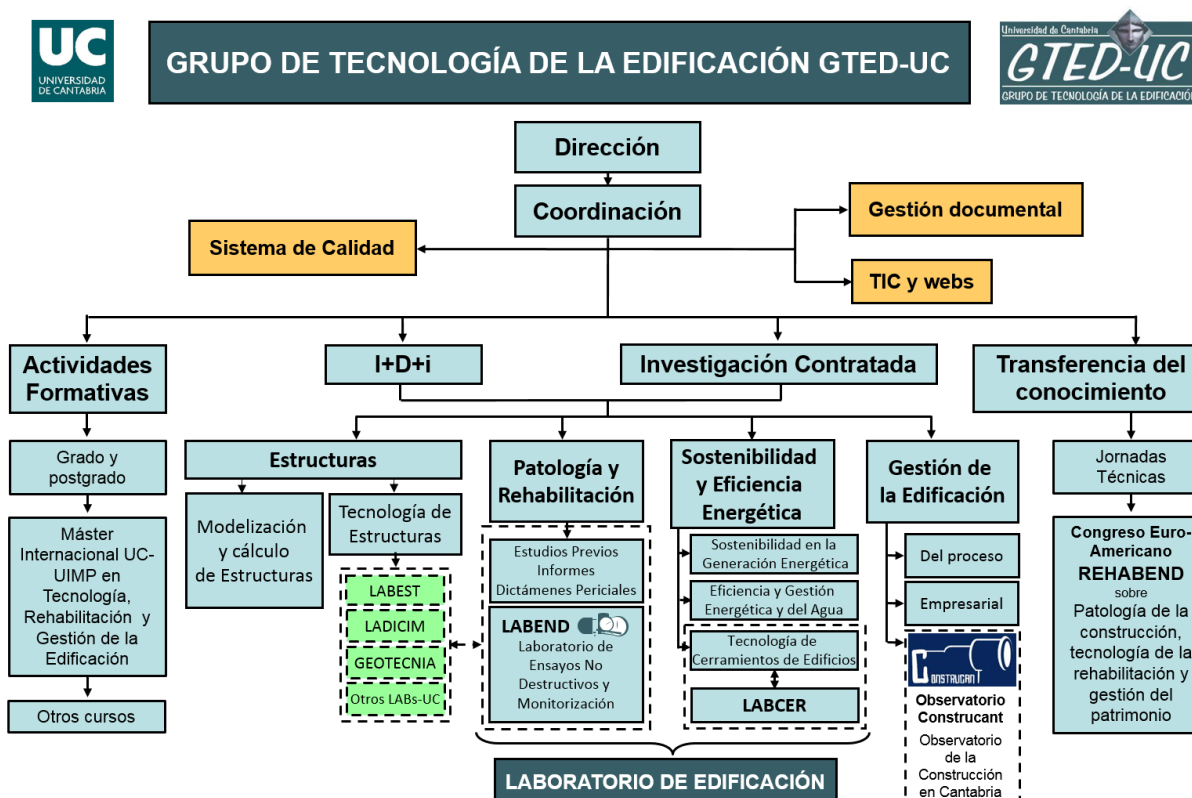 UC
UNIVERSIDAD
DE CANTABRIA
GRUPO DE TECNOLOGÍA DE LA EDIFICACIÓN GTED-UC
Universidad de Cantabria
GTED-UC
GRUPO DE TECNOLOGÍA DE LA EDIFICACIÓN
Dirección
Coordinación
Gestión documental
Sistema de Calidad
TIC y webs
Actividades
Formativas
I+D+i
Investigación Contratada
Transferencia del
conocimiento
Grado y
postgrado
Máster
Internacional UC-
UIMP en
Tecnología,
Rehabilitación y
Gestión de la
Edificación
Otros cursos
Estructuras
Modelización
y cálculo
de Estructuras
Tecnología de
Estructuras
LABEST
LADICIM
GEOTECNIA
Otros LABs-UC
Patología y
Rehabilitación
Estudios Previos
Informes
Dictámenes Periciales
LABEND
Laboratorio de
Ensayos No
Destructivos y
Monitorización
Sostenibilidad
y Eficiencia
Energética
Sostenibilidad en la
Generación Energética
Eficiencia y Gestión
Energética y del Agua
Tecnología de
Cerramientos de Edificios
LABCER
LABORATORIO DE EDIFICACIÓN
Gestión de
la Edificación
Del proceso
Empresarial
CONSTRUCANT
Observatorio
Construcant
Observatorio
de la
Construcción
en Cantabria
Jornadas
Técnicas
Congreso Euro-
Americano
REHABEND
sobre
Patología de la
construcción,
tecnología de la
rehabilitación y
gestión del
patrimonio